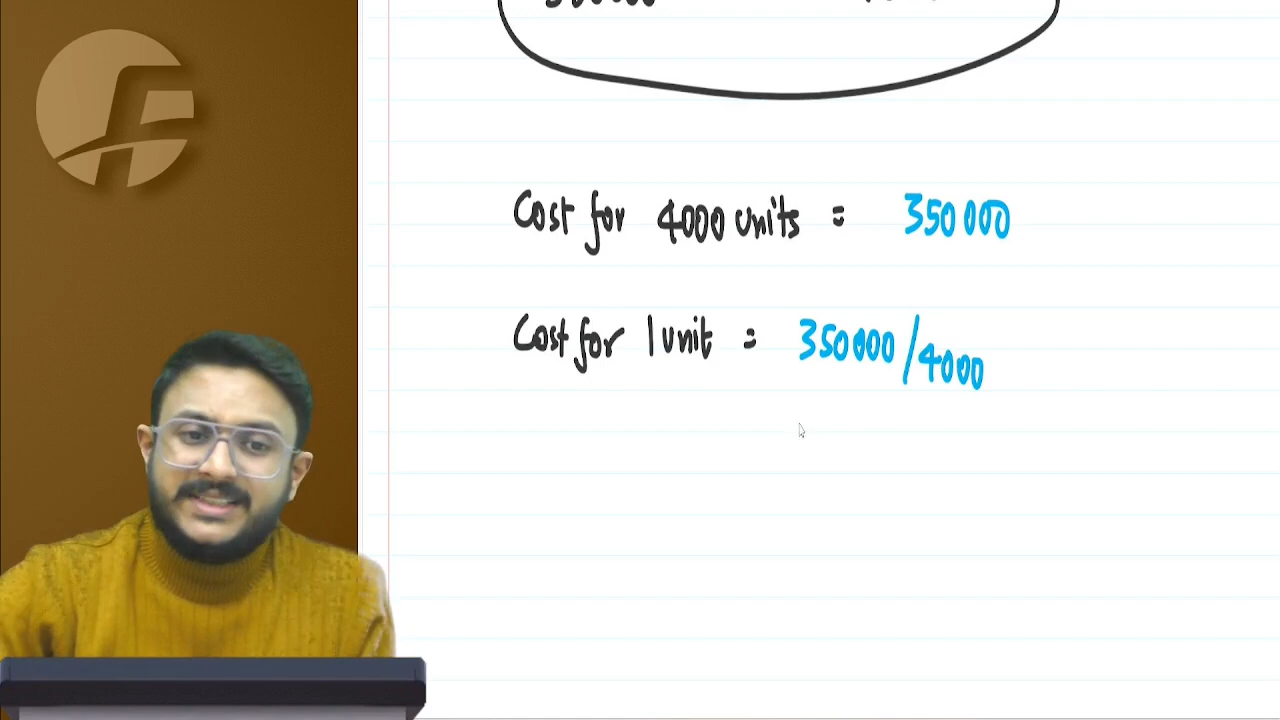 Cost for 4000 units = 350000
Cost for 1 unit = 350000/4000